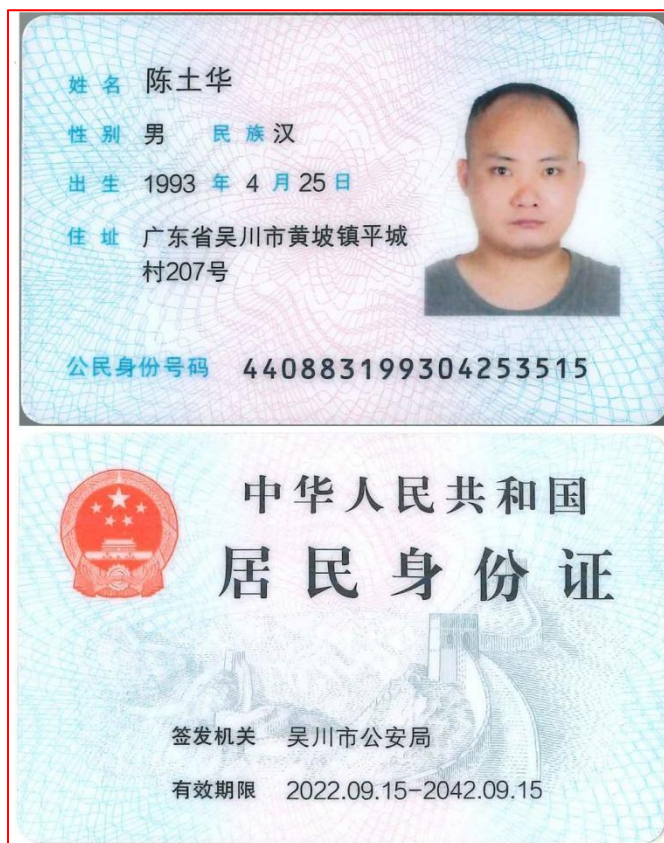 姓名 陈土华
性别 男 民族 汉
出生 1993 年 4 月 25 日
住址 广东省吴川市黄坡镇平城
村207号
公民身份号码 440883199304253515
中华人民共和国
居民身份证
签发机关 吴川市公安局
有效期限 2022.09.15-2042.09.15